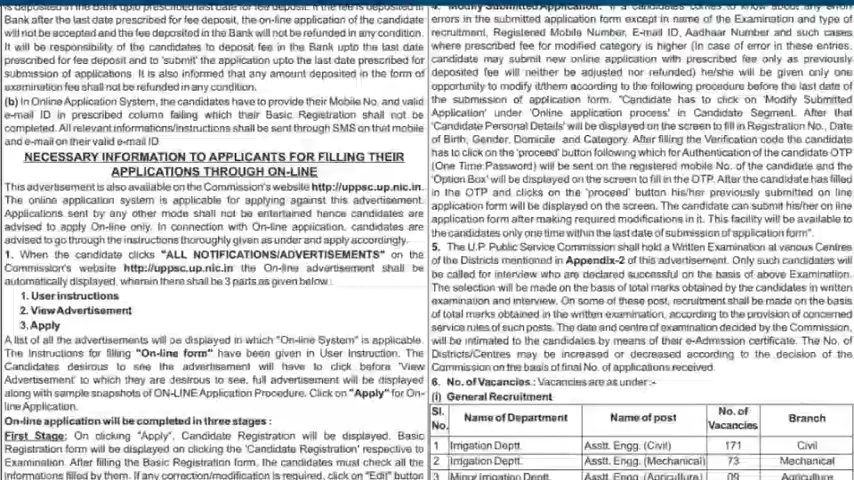 is deposited in the Bank upto prescribed last date for fee deposit. If the fee is deposited in
Bank after the last date prescribed for fee deposit, the on-line application of the candidate
will not be accepted and the fee deposited in the Bank will not be refunded in any condition.
It will be responsibility of the candidates to deposit fee in the Bank upto the last date
prescribed for fee deposit and to 'submit' the application upto the last date prescribed for
submission of applications. It is also informed that any amount deposited in the form of
examination fee shall not be refunded in any condition.
(b) In Online Application System, the candidates have to provide their Mobile No. and valid
e-mail ID in prescribed column failing which their Basic Registration shall not be
completed. All relevant informations/instructions shall be sent through SMS on that mobile
and e-mail on their valid e-mail ID
NECESSARY INFORMATION TO APPLICANTS FOR FILLING THEIR
APPLICATIONS THROUGH ON-LINE
This advertisement is also available on the Commission's website http://uppsc.up.nic.in.
The online application system is applicable for applying against this advertisement.
Applications sent by any other mode shall not be entertained hence candidates are
advised to apply On-line only. In connection with On-line application, candidates are
advised to go through the instructions thoroughly given as under and apply accordingly.
1. When the candidate clicks "ALL NOTIFICATIONS/ADVERTISEMENTS" on the
Commission's website http://uppsc.up.nic.in the On-line advertisement shall be
automatically displayed, wherein there shall be 3 parts as given below :
1. User instructions
2. View Advertisement
3. Apply
A list of all the advertisements will be displayed in which "On-line System" is applicable.
The Instructions for filling "On-line form" have been given in User Instruction. The
Candidates desirous to see the advertisement will have to click before 'View
Advertisement' to which they are desirous to see, full advertisement will be displayed
along with sample snapshots of ON-LINE Application Procedure. Click on "Apply" for On-
line Application.
On-line application will be completed in three stages :
First Stage: On clicking "Apply", Candidate Registration will be displayed. Basic
Registration form will be displayed on clicking the 'Candidate Registration' respective to
Examination. After filling the Basic Registration form, the candidates must check all the
informations filled by them. If any correction/modification is required, click on "Edit" button
4. Modify Submitted Application: If a candidate comes to know about any error/
errors in the submitted application form except in name of the Examination and type of
recruitment, Registered Mobile Number, E-mail ID, Aadhaar Number and such cases
where prescribed fee for modified category is higher (In case of error in these entries,
candidate may submit new online application with prescribed fee only as previously
deposited fee will neither be adjusted nor refunded) he/she will be given only one
opportunity to modify it/them according to the following procedure before the last date of
the submission of application form. "Candidate has to click on 'Modify Submitted
Application' under 'Online application process' in Candidate Segment. After that
'Candidate Personal Details' will be displayed on the screen to fill in Registration No., Date
of Birth, Gender, Domicile and Category. After filling the Verification code the candidate
has to click on the 'proceed' button following which for Authentication of the candidate OTP
(One Time Password) will be sent on the registered mobile No. of the candidate and the
'Option Box' will be displayed on the screen to fill in the OTP. After the candidate has filled
in the OTP and clicks on the 'proceed' button his/her previously submitted on line
application form will be displayed on the screen. The candidate can submit his/her on line
application form after making required modifications in it. This facility will be available to
the candidates only one time within the last date of submission of application form".
5. The U.P. Public Service Commission shall hold a Written Examination at various Centres
of the Districts mentioned in Appendix-2 of this advertisement. Only such candidates will
be called for interview who are declared successful on the basis of above Examination.
The selection will be made on the basis of total marks obtained by the candidates in written
examination and interview. On some of these post, recruitment shall be made on the basis
of total marks obtained in the written examination, according to the provision of concerned
service rules of such posts. The date and centre of examination decided by the Commission,
will be intimated to the candidates by means of their e-Admission certificate. The No. of
Districts/Centres may be increased or decreased according to the decision of the
Commission on the basis of final No. of applications received.
6. No. of Vacancies : Vacancies are as under :-
(i) General Recruitment
Sl. No. Name of Department Name of post No. of Vacancies Branch
1 Irrigation Deptt. Asstt. Engg. (Civil) 171 Civil
2 Irrigation Deptt. Asstt. Engg. (Mechanical) 73 Mechanical
3 Minor Irrigation Deptt. Asstt. Engg. (Agriculture) 09 Agriculture